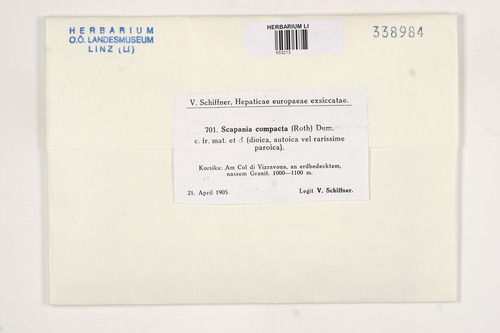 HERBARIUM
O.Ö. LANDESMUSEUM
LINZ (LI)
HERBARIUM LI
653213
338984
V. Schiffner, Hepaticae europaeae exsiccatae.
701. Scapania compacta (Roth) Dum.
c. fr. mat. et ♂ (dioica, autoica vel rarissime
paroica).
Korsika: Am Col di Vizzavona, an erdbedecktem,
nassem Granit. 1000—1100 m.
21. April 1905. Legit V. Schiffner.